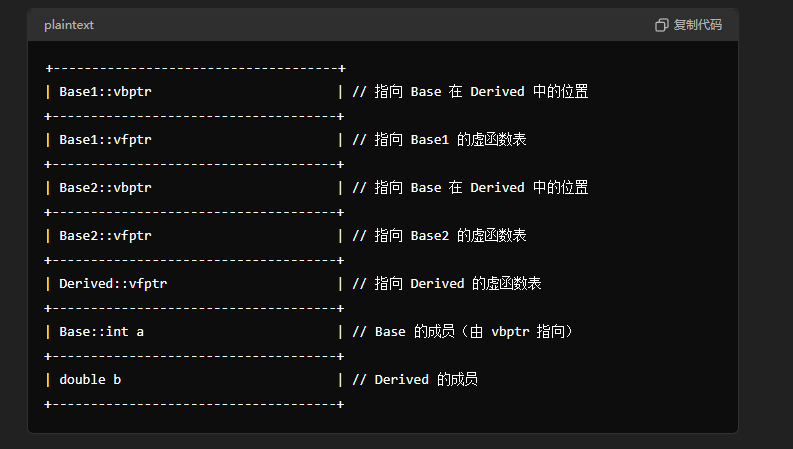 plaintext 复制代码
+-------------------------------------+
| Base1::vbptr | // 指向 Base 在 Derived 中的位置
+-------------------------------------+
| Base1::vfptr | // 指向 Base1 的虚函数表
+-------------------------------------+
| Base2::vbptr | // 指向 Base 在 Derived 中的位置
+-------------------------------------+
| Base2::vfptr | // 指向 Base2 的虚函数表
+-------------------------------------+
| Derived::vfptr | // 指向 Derived 的虚函数表
+-------------------------------------+
| Base::int a | // Base 的成员（由 vbptr 指向）
+-------------------------------------+
| double b | // Derived 的成员
+-------------------------------------+